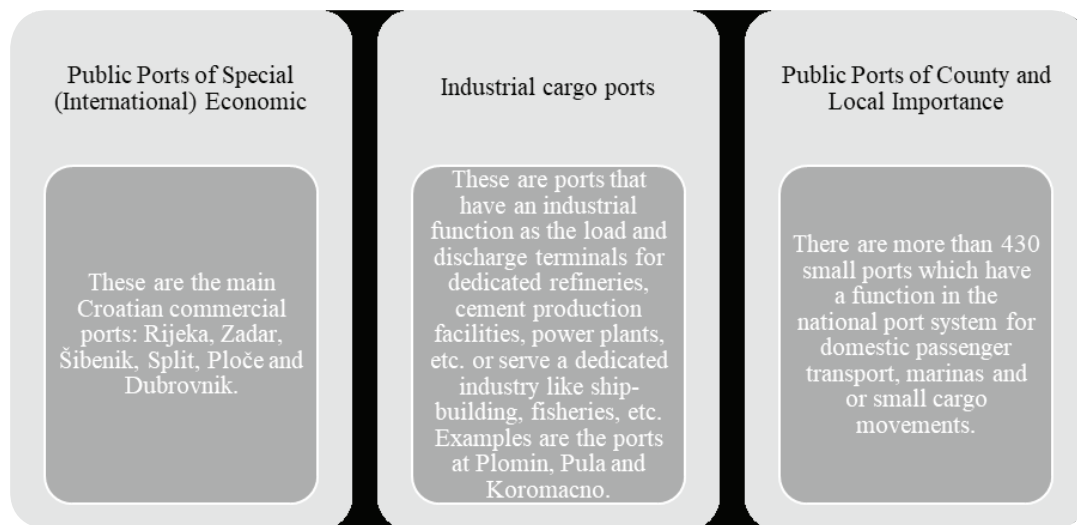 Public Ports of Special
(International) Economic
These are the main
Croatian commercial
ports: Rijeka, Zadar,
Šibenik, Split, Ploče and
Dubrovnik.
Industrial cargo ports
These are ports that
have an industrial
function as the load and
discharge terminals for
dedicated refineries,
cement production
facilities, power plants,
etc. or serve a dedicated
industry like ship-
building, fisheries, etc.
Examples are the ports
at Plomin, Pula and
Koromacno.
Public Ports of County and
Local Importance
There are more than 430
small ports which have
a function in the
national port system for
domestic passenger
transport, marinas and
or small cargo
movements.